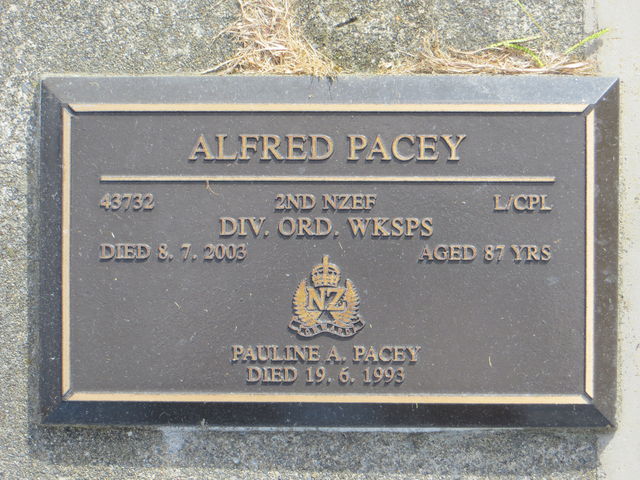 ALFRED PACEY
43732 2ND NZEF L/CPL
DIV. ORD. WKSPS
DIED 8. 7. 2003 AGED 87 YRS
NZ
PAULINE A. PACEY
DIED 19. 6. 1993